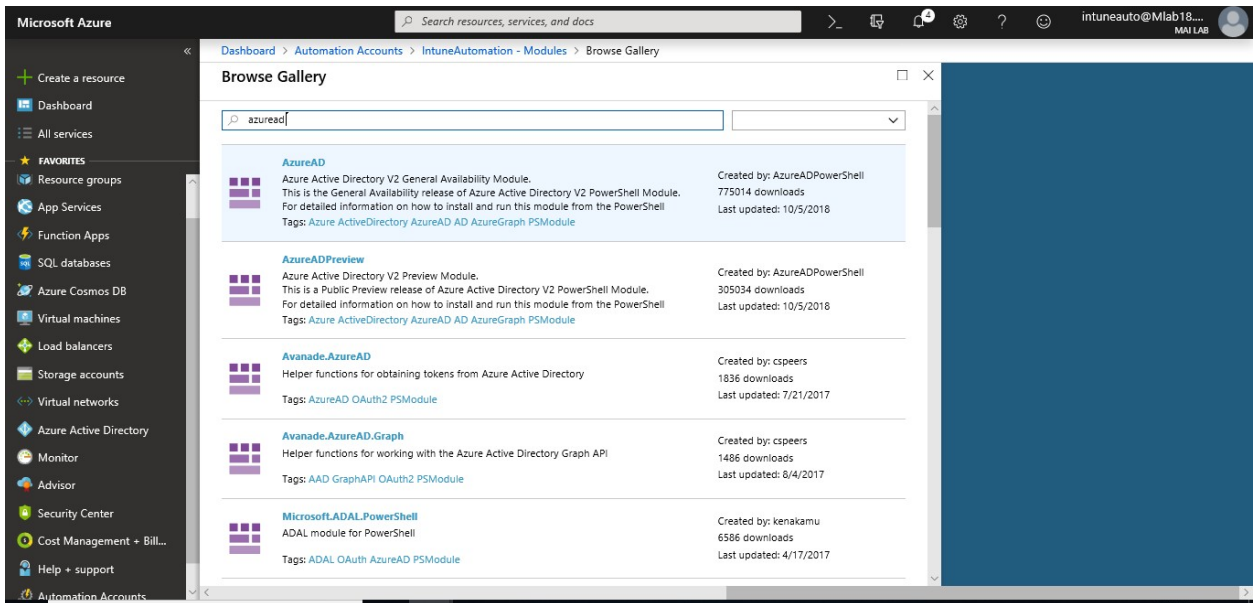 Microsoft Azure
Search resources, services, and docs
4
intuneauto@Mlab18....
MAI LAB
Dashboard > Automation Accounts > IntuneAutomation - Modules > Browse Gallery
Create a resource
Dashboard
All services
FAVORITES
Resource groups
App Services
Function Apps
SQL databases
Azure Cosmos DB
Virtual machines
Load balancers
Storage accounts
Virtual networks
Azure Active Directory
Monitor
Advisor
Security Center
Cost Management + Bill...
Help + support
Automation Accounts
Browse Gallery
azuread
AzureAD
Azure Active Directory V2 General Availability Module.
This is the General Availability release of Azure Active Directory V2 PowerShell Module.
For detailed information on how to install and run this module from the PowerShell
Tags: Azure ActiveDirectory AzureAD AD AzureGraph PSModule
Created by: AzureADPowerShell
775014 downloads
Last updated: 10/5/2018
AzureADPreview
Azure Active Directory V2 Preview Module.
This is a Public Preview release of Azure Active Directory V2 PowerShell Module.
For detailed information on how to install and run this module from the PowerShell
Tags: Azure ActiveDirectory AzureAD AD AzureGraph PSModule
Created by: AzureADPowerShell
305034 downloads
Last updated: 10/5/2018
Avanade.AzureAD
Helper functions for obtaining tokens from Azure Active Directory
Tags: AzureAD OAuth2 PSModule
Created by: cspeers
1836 downloads
Last updated: 7/21/2017
Avanade.AzureAD.Graph
Helper functions for working with the Azure Active Directory Graph API
Tags: AAD GraphAPI OAuth2 PSModule
Created by: cspeers
1486 downloads
Last updated: 8/4/2017
Microsoft.ADAL.PowerShell
ADAL module for PowerShell
Tags: ADAL OAuth AzureAD PSModule
Created by: kenakamu
6586 downloads
Last updated: 4/17/2017